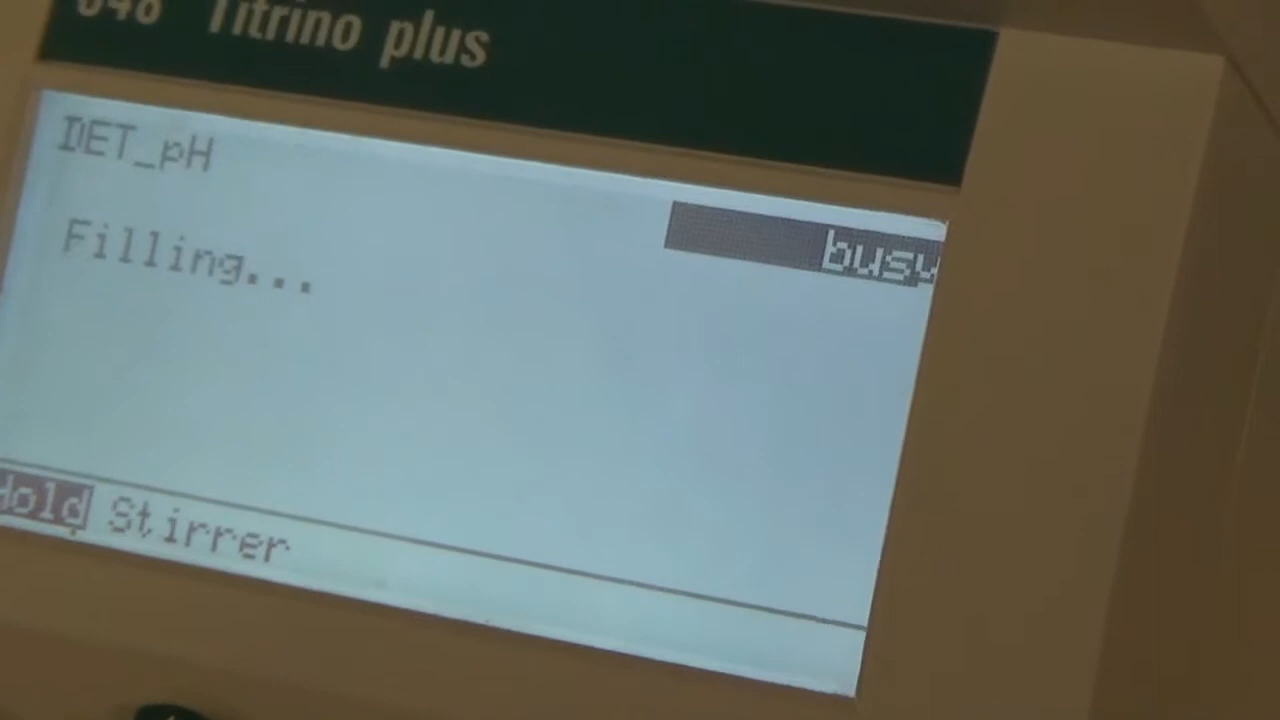 848 Titrino plus
DET_pH
busy
Filling...
Hold Stirrer